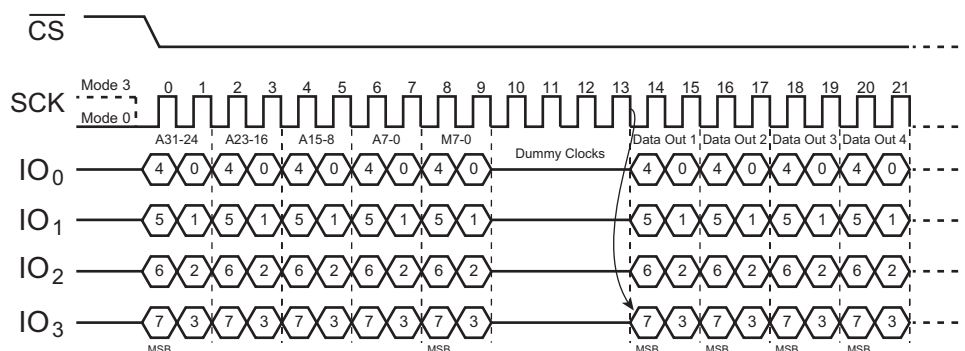 CS
Mode 3
0 1 2 3 4 5 6 7 8 9 10 11 12 13 14 15 16 17 18 19 20 21
SCK
Mode 0
A31-24 A23-16 A15-8 A7-0 M7-0 Data Out 1 Data Out 2 Data Out 3 Data Out 4
Dummy Clocks
IO0 4 0 4 0 4 0 4 0 4 0 4 0 4 0 4 0 4 0
IO1 5 1 5 1 5 1 5 1 5 1 5 1 5 1 5 1 5 1
IO2 6 2 6 2 6 2 6 2 6 2 6 2 6 2 6 2 6 2
IO3 7 3 7 3 7 3 7 3 7 3 7 3 7 3 7 3 7 3
MSB MSB MSB MSB MSB MSB